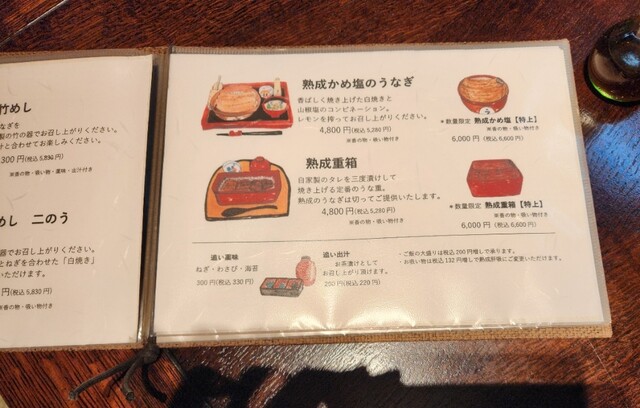 竹めし
なぎを
製の竹の器でお召し上がりください。
汁と合わせてお楽しみください。
300円(税込5,830円)
※香の物・吸い物・薬味・出汁付き
めし 二のう
器でお召し上がりください。
とねぎを合わせた「白焼き」
いただけます。
円(税込5,830円)
※香の物・吸い物付き
熟成かめ塩のうなぎ
香ばしく焼き上げた白焼きと
山椒塩のコンビネーション。
レモンを搾ってお召し上がりください。
4,800円(税込5,280円)
※香の物・吸い物付き
*数量限定 熟成かめ塩【特上】
※香の物・吸い物付き
6,000円(税込6,600円)
熟成重箱
自家製のタレを三度漬けして
焼き上げる定番のうな重。
熟成のうなぎは切ってご提供いたします。
4,800円(税込5,280円)
※香の物・吸い物付き
*数量限定 熟成重箱【特上】
※香の物・吸い物付き
6,000円(税込6,600円)
追い薬味
ねぎ・わさび・海苔
300円(税込330円)
追い出汁
お茶漬けとして
お召し上がり頂けます。
200円(税込220円)
・ご飯の大盛りは税込200円増しで承ります。
・お吸い物は税込132円増しで熟成肝吸に変更いただけます。